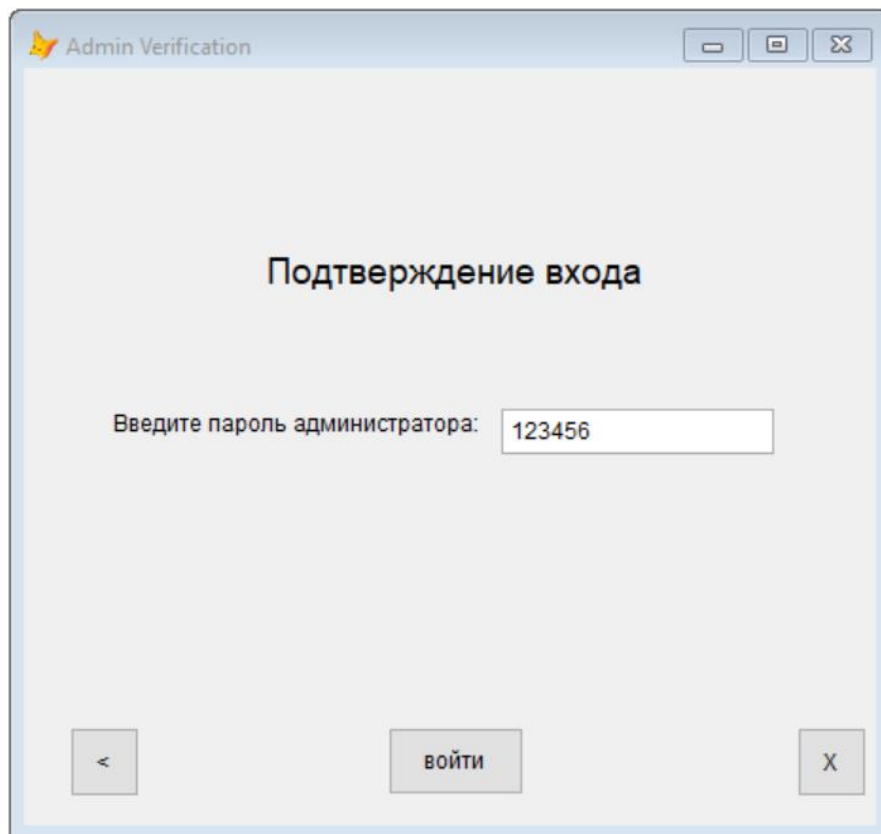 Admin Verification
Подтверждение входа
Введите пароль администратора: 123456
< войти X